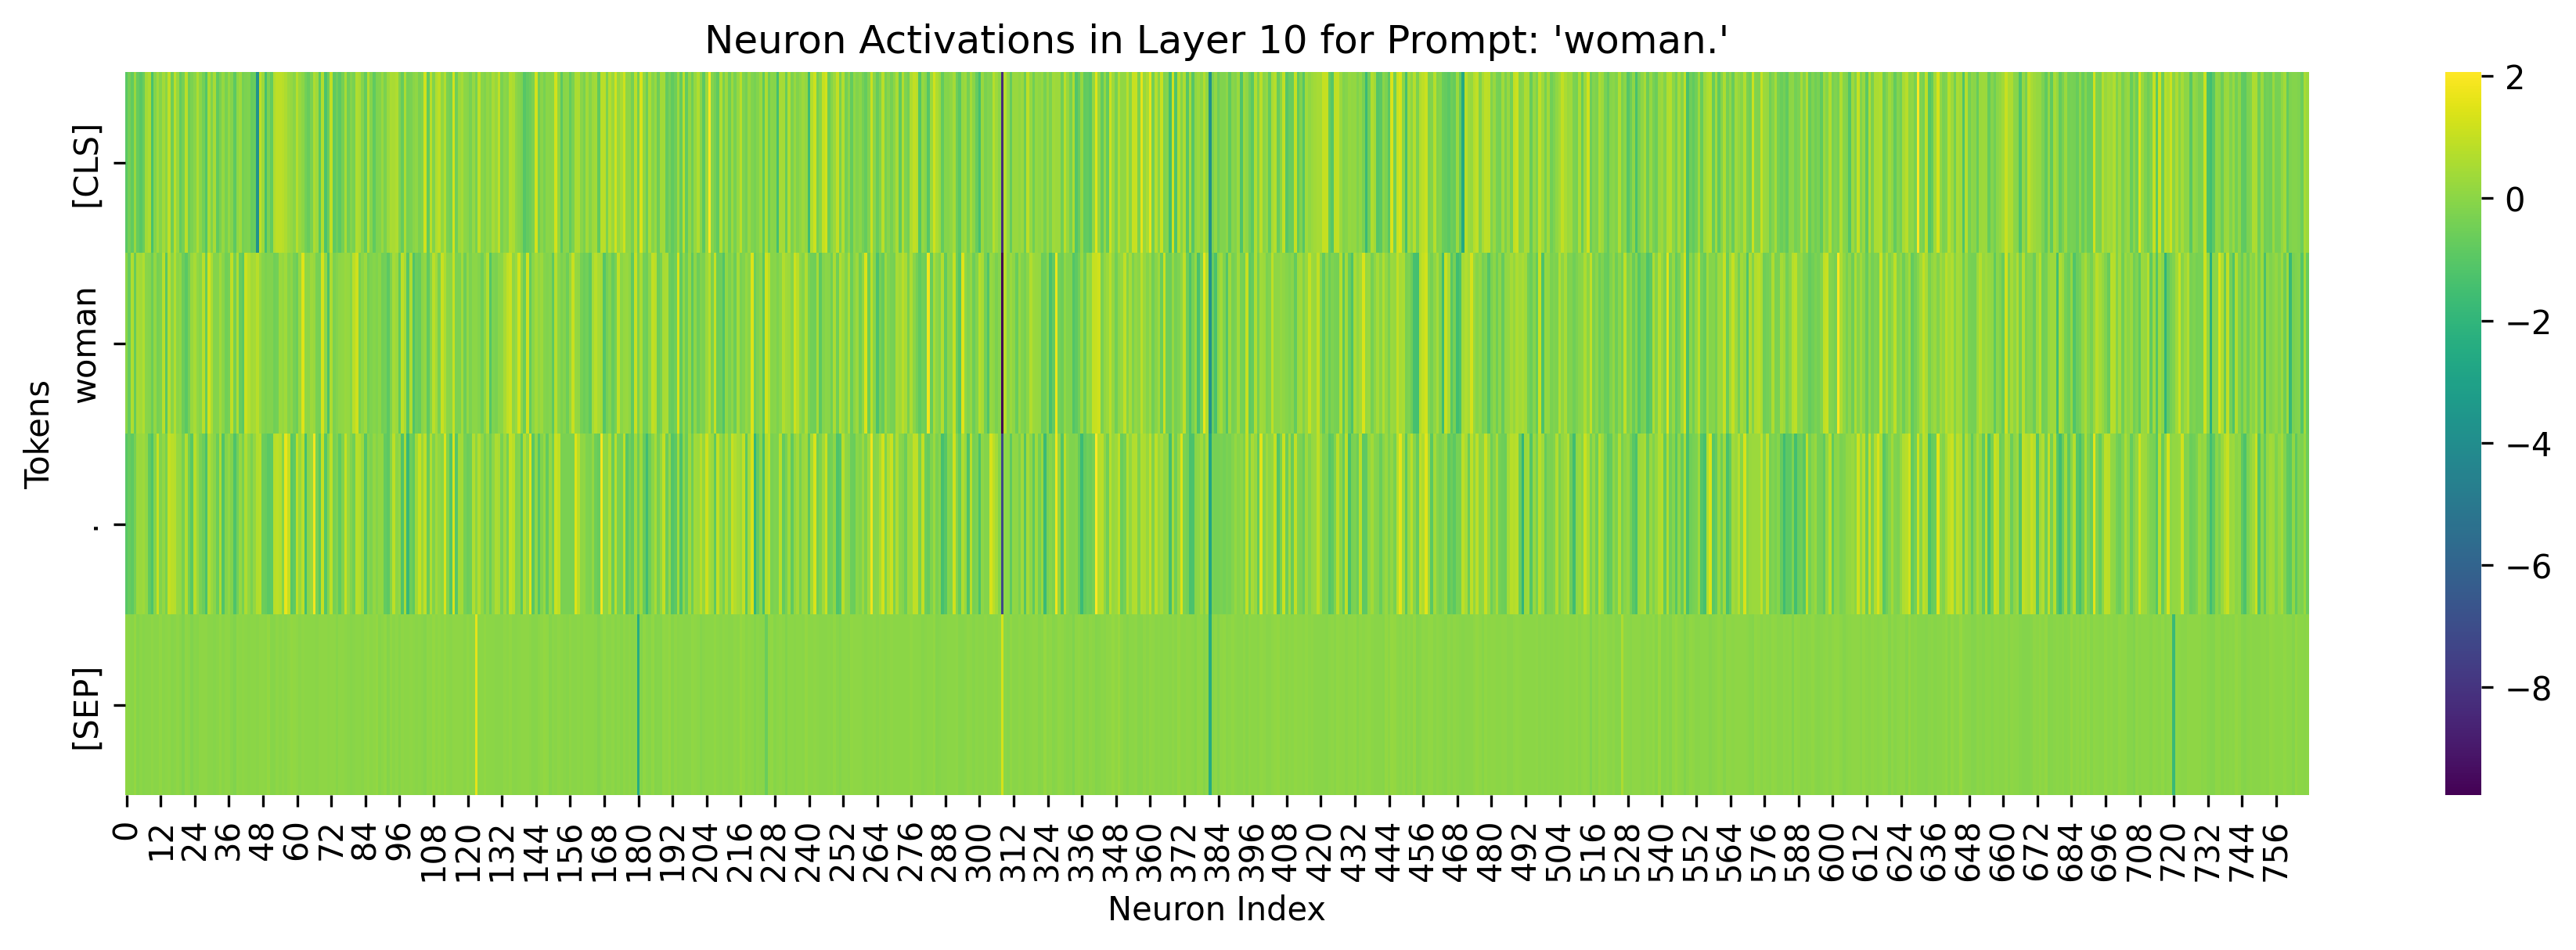 Neuron Activations in Layer 10 for Prompt: 'woman.'
Tokens
[CLS]
woman
.
[SEP]
0 12 24 36 48 60 72 84 96 108 120 132 144 156 168 180 192 204 216 228 240 252 264 276 288 300 312 324 336 348 360 372 384 396 408 420 432 444 456 468 480 492 504 516 528 540 552 564 576 588 600 612 624 636 648 660 672 684 696 708 720 732 744 756
Neuron Index
2
0
−2
−4
−6
−8